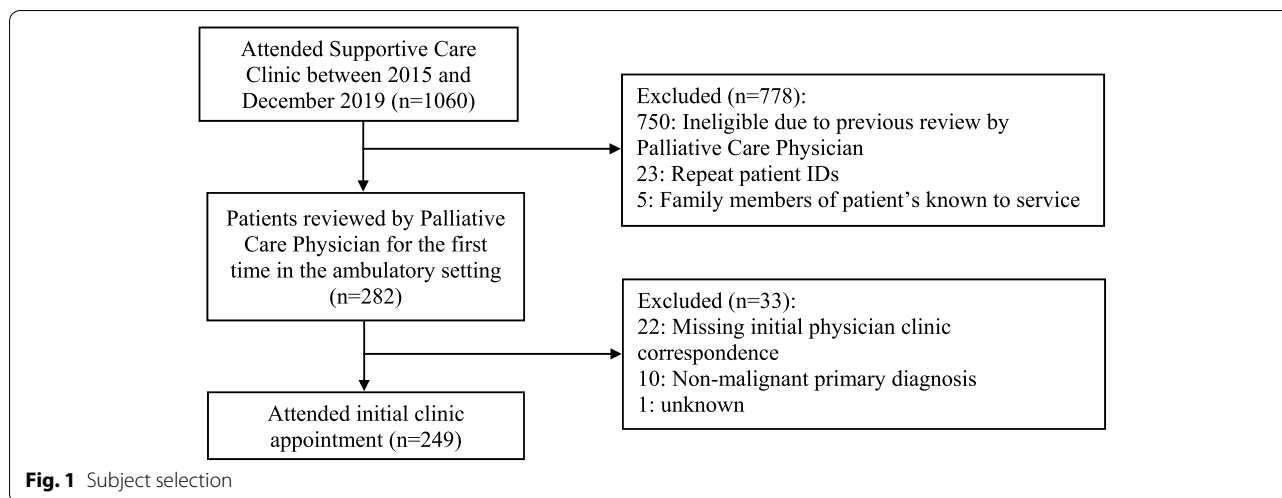 Attended Supportive Care
Clinic between 2015 and
December 2019 (n=1060)
Excluded (n=778):
750: Ineligible due to previous review by
Palliative Care Physician
23: Repeat patient IDs
5: Family members of patient’s known to service
Patients reviewed by Palliative
Care Physician for the first
time in the ambulatory setting
(n=282)
Excluded (n=33):
22: Missing initial physician clinic
correspondence
10: Non-malignant primary diagnosis
1: unknown
Attended initial clinic
appointment (n=249)
Fig. 1 Subject selection